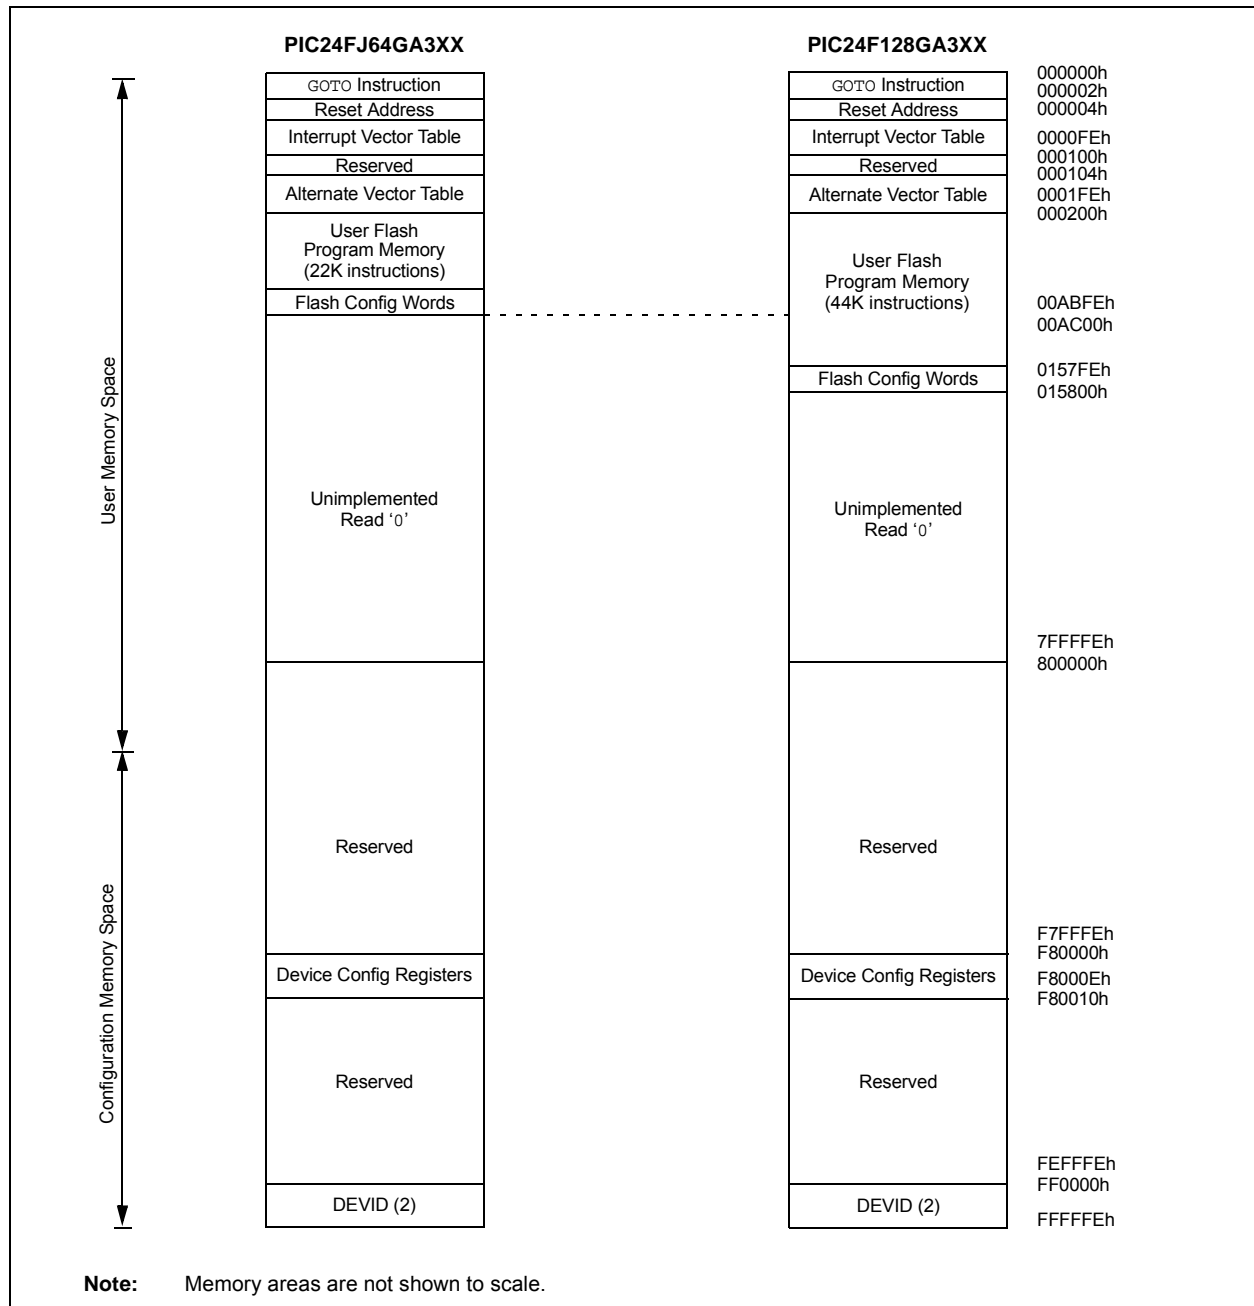 PIC24FJ64GA3XX
GOTO Instruction
Reset Address
Interrupt Vector Table
Reserved
Alternate Vector Table
User Flash
Program Memory
(22K instructions)
Flash Config Words
Unimplemented
Read ‘0’
Reserved
Device Config Registers
Reserved
DEVID (2)
PIC24F128GA3XX
GOTO Instruction
Reset Address
Interrupt Vector Table
Reserved
Alternate Vector Table
User Flash
Program Memory
(44K instructions)
Flash Config Words
Unimplemented
Read ‘0’
Reserved
Device Config Registers
Reserved
DEVID (2)
000000h
000002h
000004h
0000FEh
000100h
000104h
0001FEh
000200h
00ABFEh
00AC00h
0157FEh
015800h
7FFFFEh
800000h
F7FFFEh
F80000h
F8000Eh
F80010h
FEFFFEh
FF0000h
FFFFFEh
User Memory Space
Configuration Memory Space
Note: Memory areas are not shown to scale.